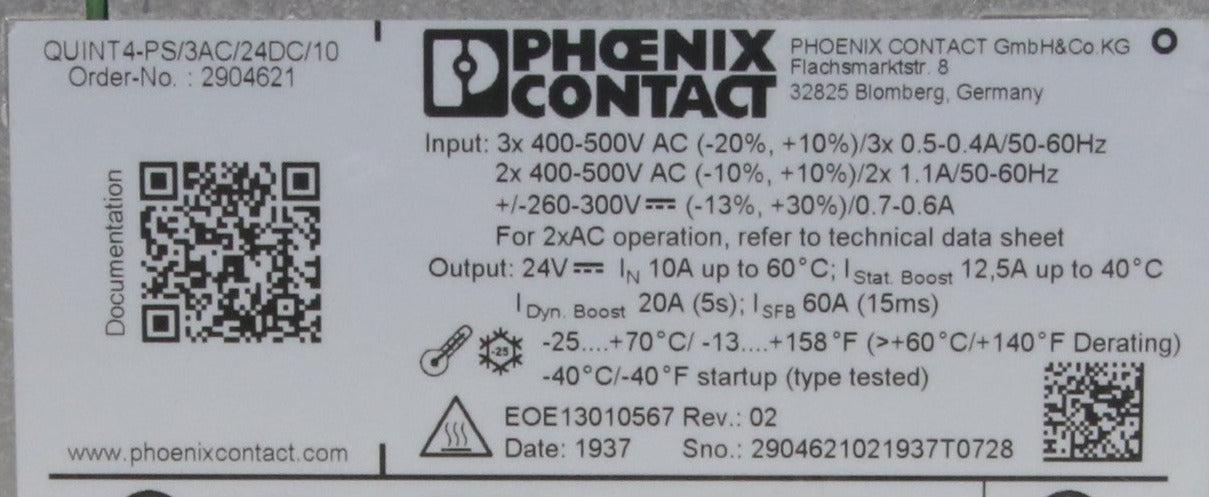 QUINT4-PS/3AC/24DC/10
Order-No. : 2904621
Documentation
www.phoenixcontact.com
PHŒNIX
CONTACT
PHOENIX CONTACT GmbH&Co.KG
Flachsmarktstr. 8
32825 Blomberg, Germany
Input: 3x 400-500V AC (-20%, +10%)/3x 0.5-0.4A/50-60Hz
2x 400-500V AC (-10%, +10%)/2x 1.1A/50-60Hz
+/-260-300V⎓ (-13%, +30%)/0.7-0.6A
For 2xAC operation, refer to technical data sheet
Output: 24V⎓ IN 10A up to 60°C; IStat. Boost 12,5A up to 40°C
IDyn. Boost 20A (5s); ISFB 60A (15ms)
-25
-25....+70°C/ -13....+158°F (>+60°C/+140°F Derating)
-40°C/-40°F startup (type tested)
EOE13010567 Rev.: 02
Date: 1937 Sno.: 2904621021937T0728